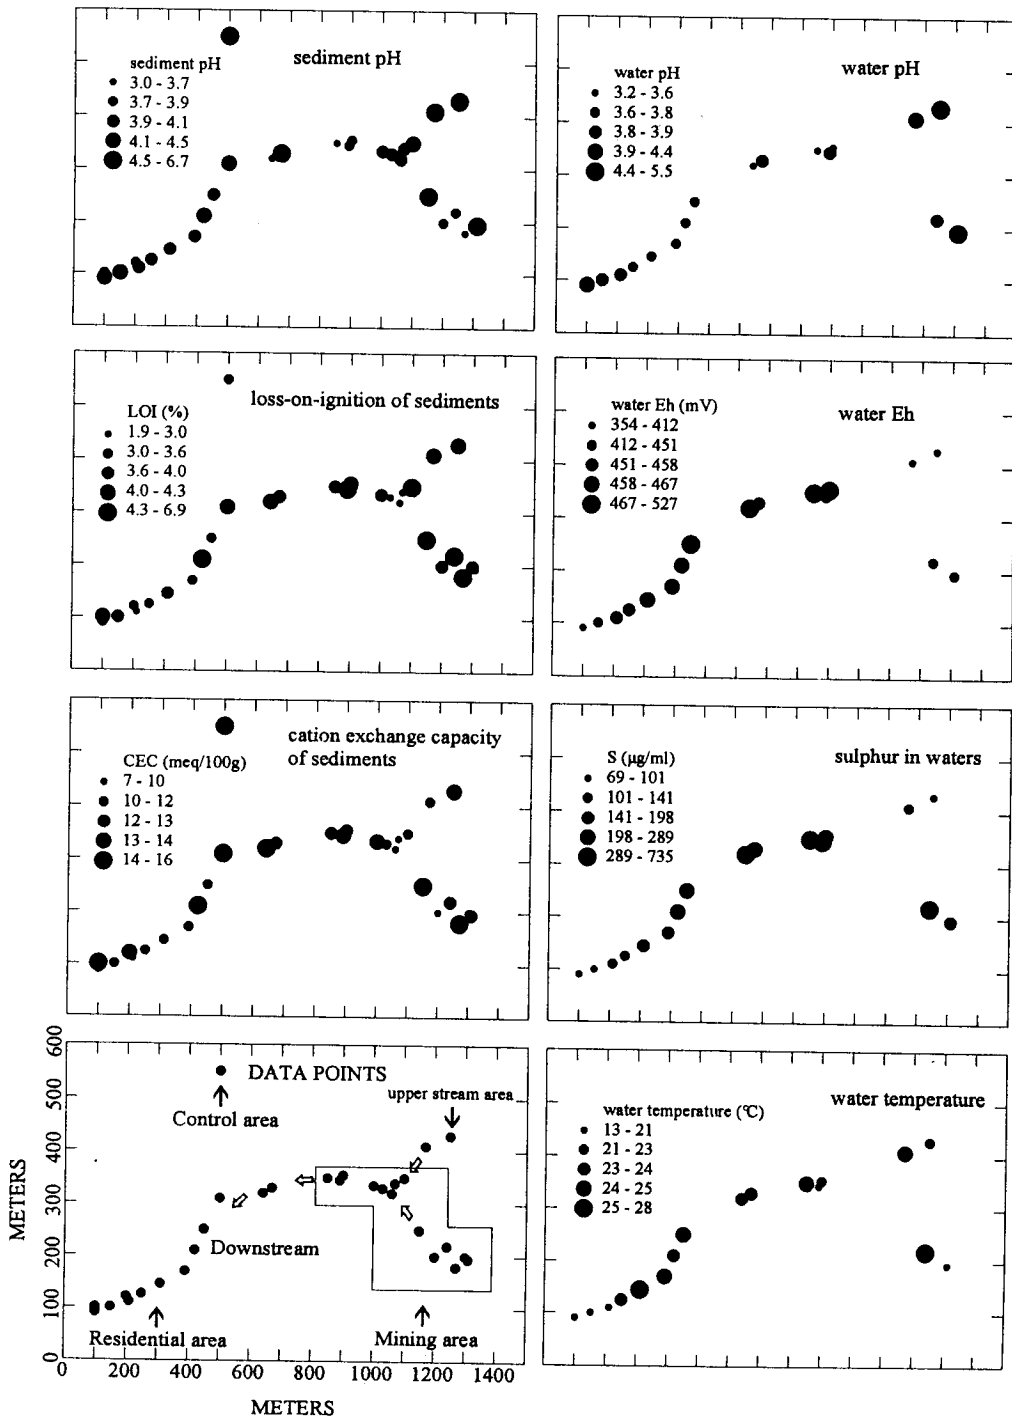 sediment pH
sediment pH
3.0 - 3.7
3.7 - 3.9
3.9 - 4.1
4.1 - 4.5
4.5 - 6.7
water pH
water pH
3.2 - 3.6
3.6 - 3.8
3.8 - 3.9
3.9 - 4.4
4.4 - 5.5
loss-on-ignition of sediments
LOI (%)
1.9 - 3.0
3.0 - 3.6
3.6 - 4.0
4.0 - 4.3
4.3 - 6.9
water Eh
water Eh (mV)
354 - 412
412 - 451
451 - 458
458 - 467
467 - 527
cation exchange capacity
of sediments
CEC (meq/100g)
7 - 10
10 - 12
12 - 13
13 - 14
14 - 16
sulphur in waters
S (µg/ml)
69 - 101
101 - 141
141 - 198
198 - 289
289 - 735
DATA POINTS
upper stream area
Control area
Downstream
Residential area
Mining area
METERS
600
500
400
300
200
100
0
0
200
400
600
800
1000
1200
1400
METERS
water temperature
water temperature (℃)
13 - 21
21 - 23
23 - 24
24 - 25
25 - 28